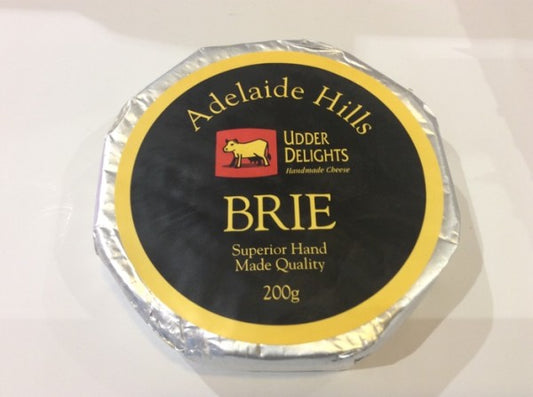 Adelaide Hills
UDDER
DELIGHTS
Handmade Cheese
BRIE
Superior Hand
Made Quality
200g